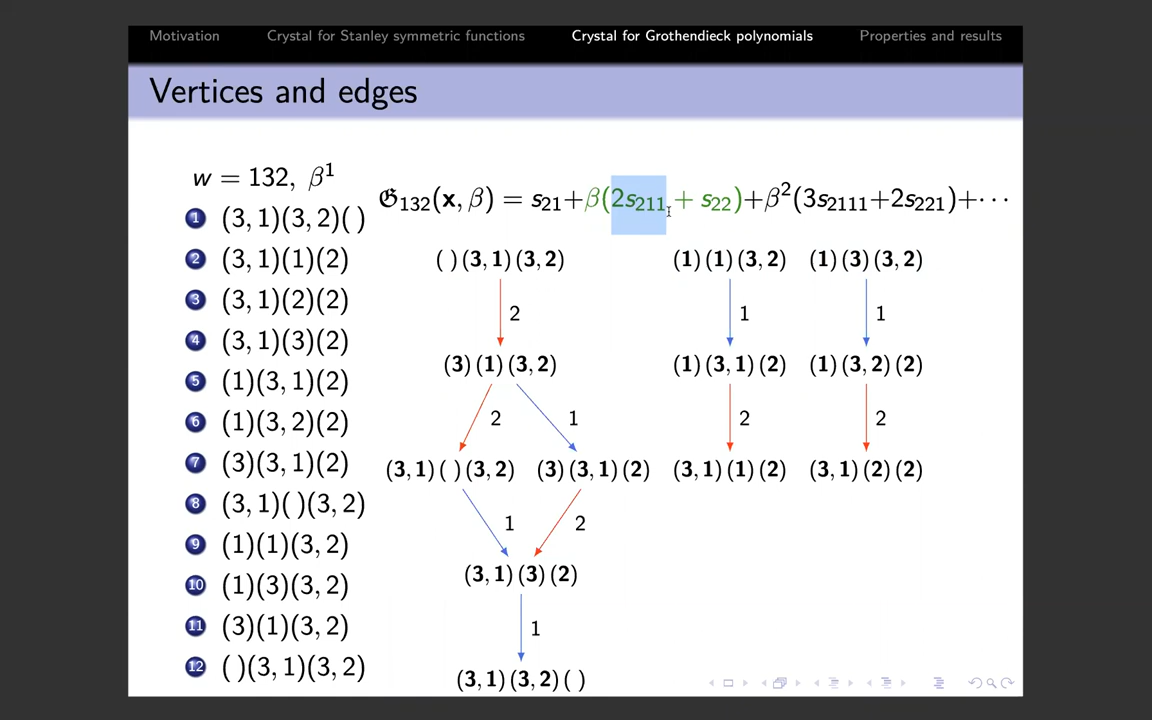 Motivation Crystal for Stanley symmetric functions Crystal for Grothendieck polynomials Properties and results
Vertices and edges
w = 132, β¹
𝔊₁₃₂(x, β) = s₂₁+β(2s₂₁₁ + s₂₂)+β²(3s₂₁₁₁+2s₂₂₁)+⋯
1 (3, 1)(3, 2)( )
2 (3, 1)(1)(2)
3 (3, 1)(2)(2)
4 (3, 1)(3)(2)
5 (1)(3, 1)(2)
6 (1)(3, 2)(2)
7 (3)(3, 1)(2)
8 (3, 1)( )(3, 2)
9 (1)(1)(3, 2)
10 (1)(3)(3, 2)
11 (3)(1)(3, 2)
12 ( )(3, 1)(3, 2)
( )(3, 1)(3, 2) (1)(1)(3, 2) (1)(3)(3, 2)
2 1 1
(3)(1)(3, 2) (1)(3, 1)(2) (1)(3, 2)(2)
2 1 2 2
(3, 1)( )(3, 2) (3)(3, 1)(2) (3, 1)(1)(2) (3, 1)(2)(2)
1 2
(3, 1)(3)(2)
1
(3, 1)(3, 2)( )